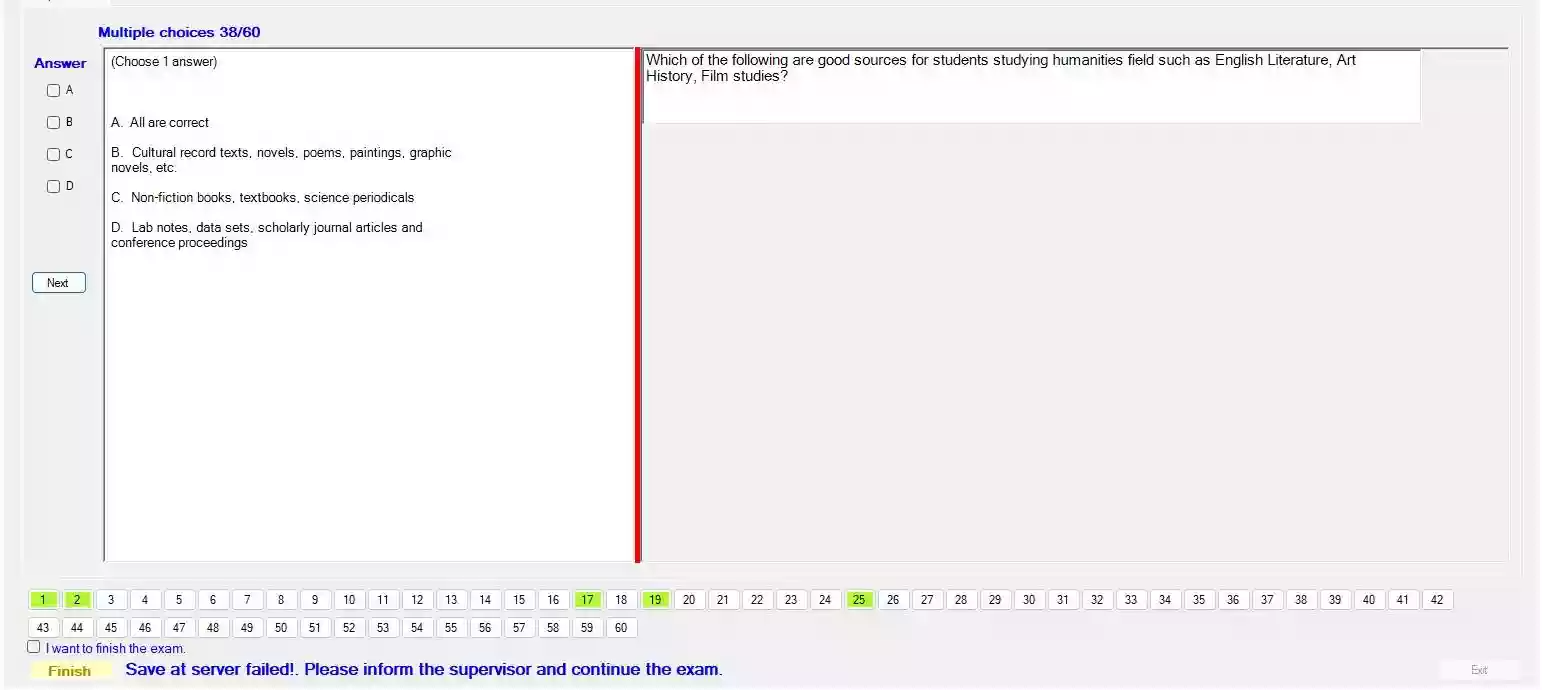 Multiple choices 38/60
Answer
A
B
C
D
Next
(Choose 1 answer)
A. All are correct
B. Cultural record texts, novels, poems, paintings, graphic
novels, etc.
C. Non-fiction books, textbooks, science periodicals
D. Lab notes, data sets, scholarly journal articles and
conference proceedings
Which of the following are good sources for students studying humanities field such as English Literature, Art
History, Film studies?
1 2 3 4 5 6 7 8 9 10 11 12 13 14 15 16 17 18 19 20 21 22 23 24 25 26 27 28 29 30 31 32 33 34 35 36 37 38 39 40 41 42
43 44 45 46 47 48 49 50 51 52 53 54 55 56 57 58 59 60
I want to finish the exam.
Finish Save at server failed!. Please inform the supervisor and continue the exam. Exit